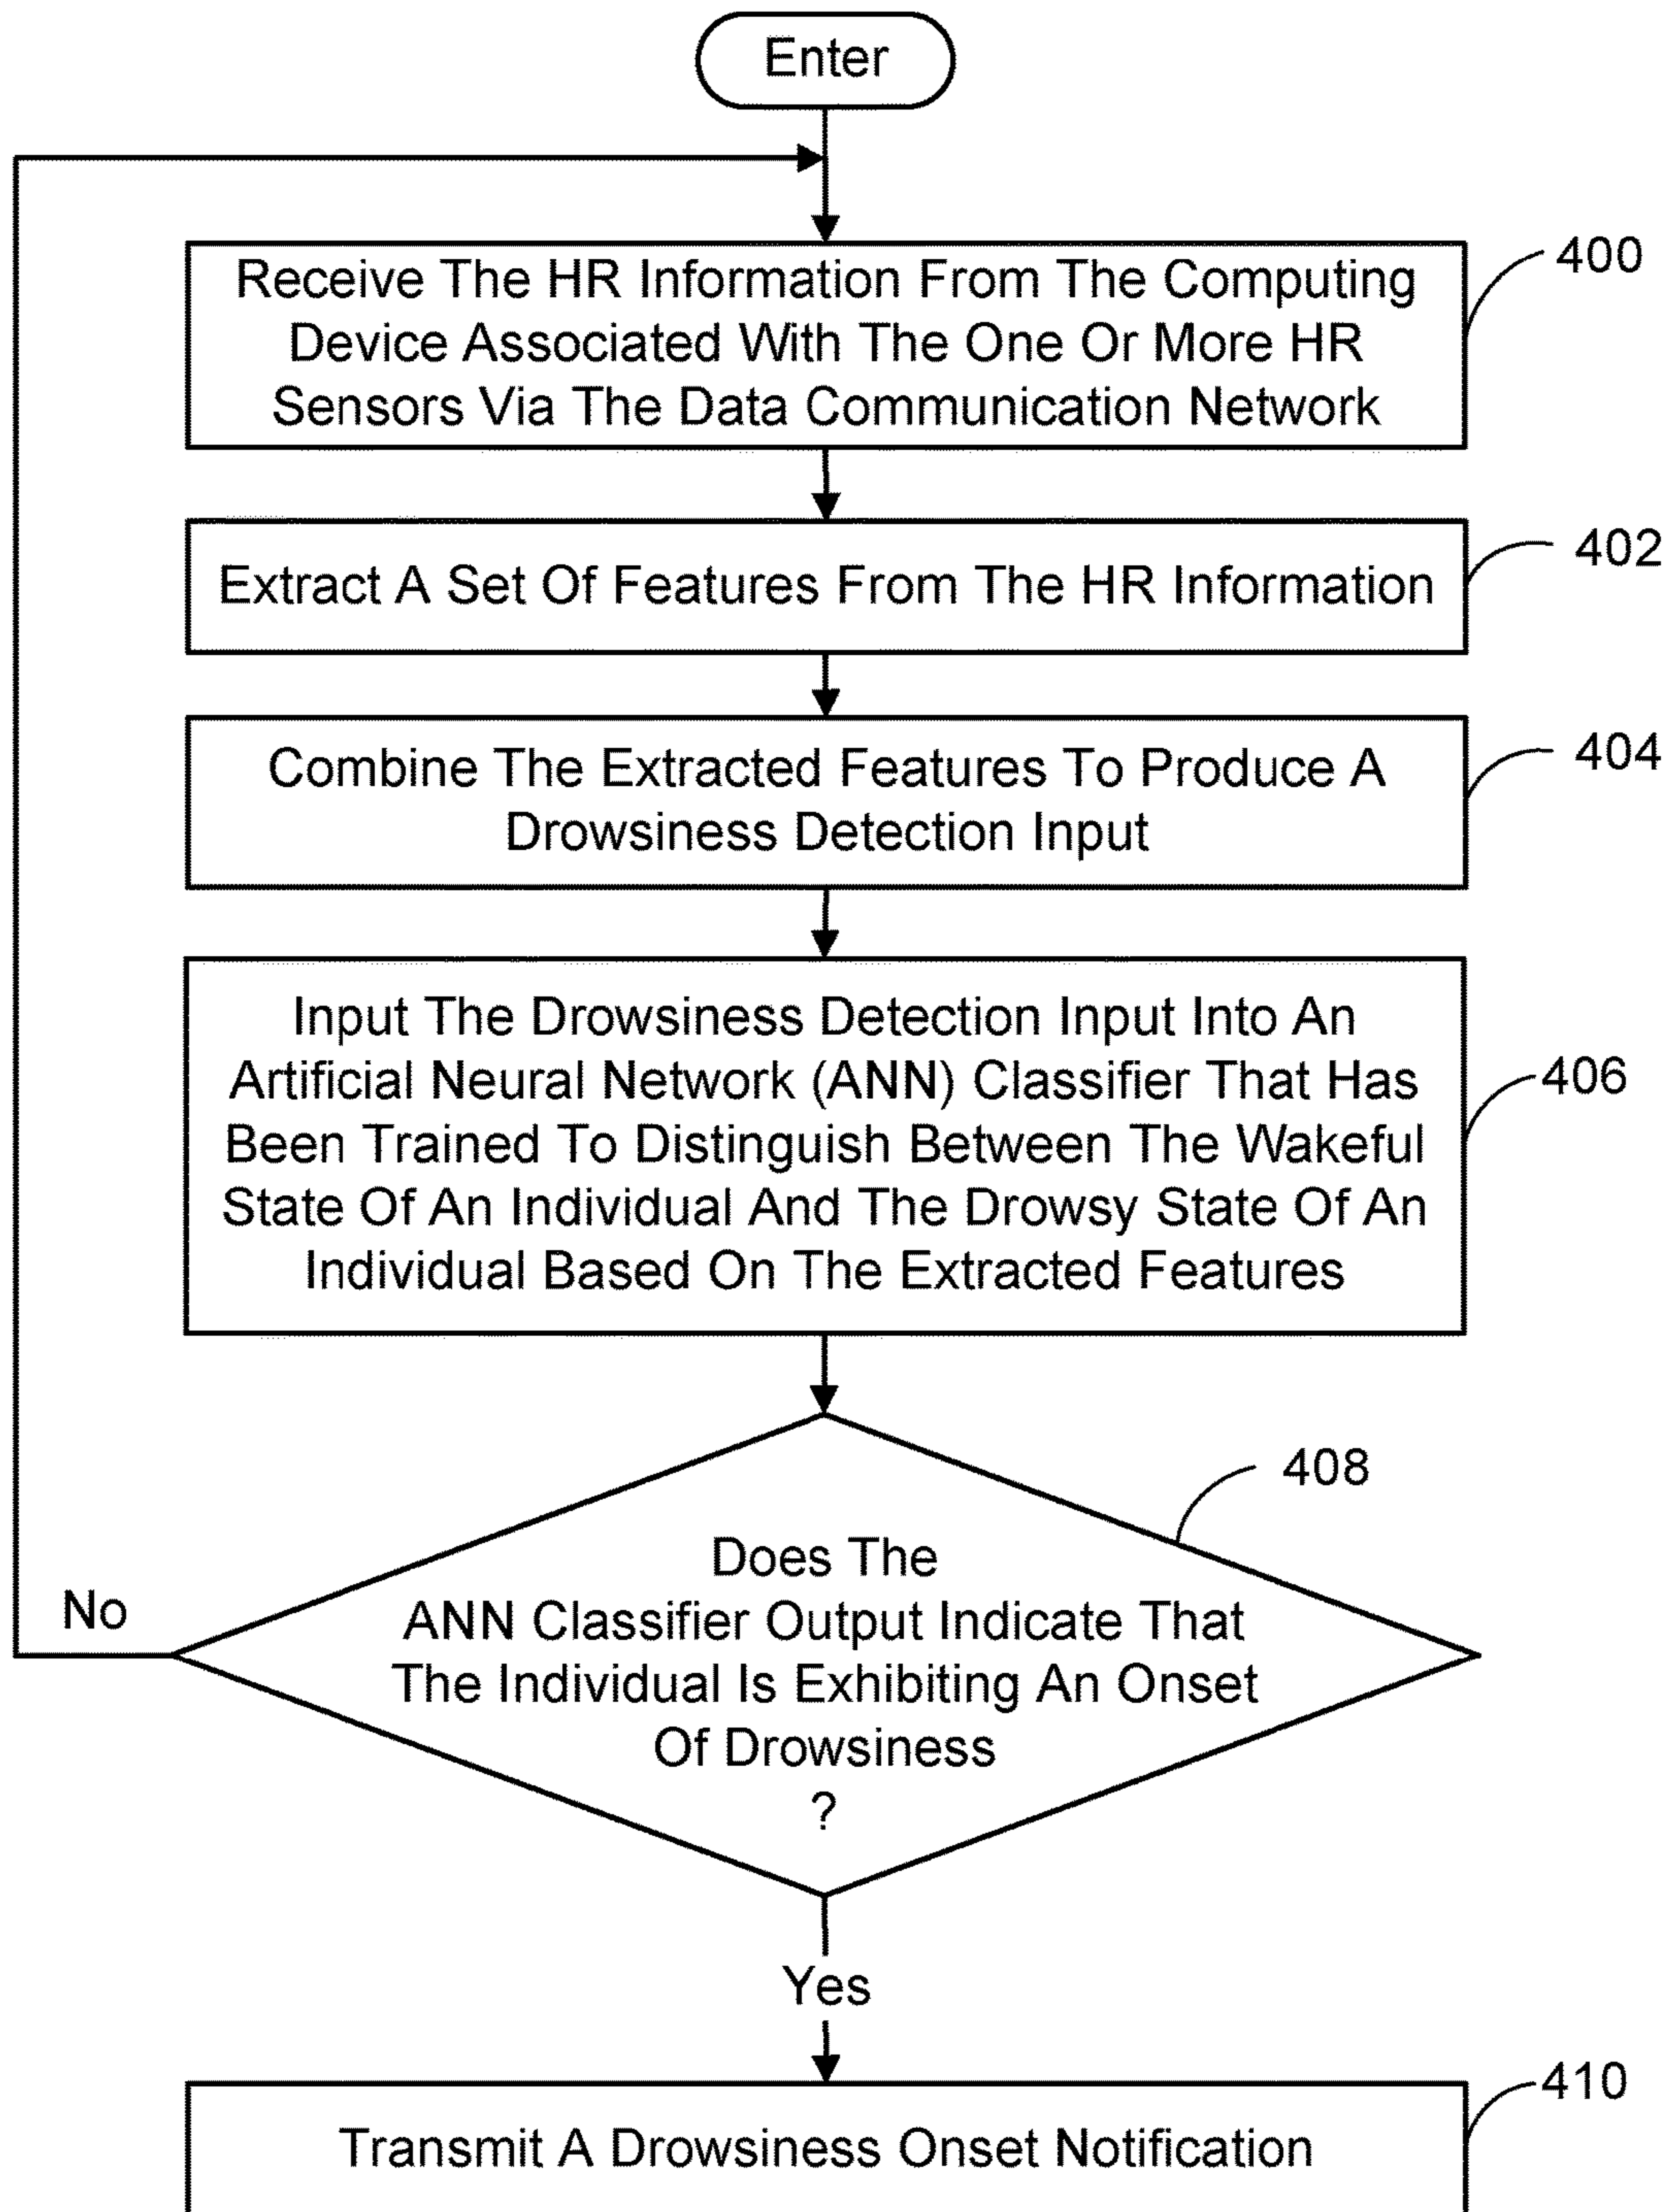 Enter
Receive The HR Information From The Computing
Device Associated With The One Or More HR
Sensors Via The Data Communication Network
400
Extract A Set Of Features From The HR Information
402
Combine The Extracted Features To Produce A
Drowsiness Detection Input
404
Input The Drowsiness Detection Input Into An
Artificial Neural Network (ANN) Classifier That Has
Been Trained To Distinguish Between The Wakeful
State Of An Individual And The Drowsy State Of An
Individual Based On The Extracted Features
406
408
Does The
ANN Classifier Output Indicate That
The Individual Is Exhibiting An Onset
Of Drowsiness
?
No
Yes
410
Transmit A Drowsiness Onset Notification